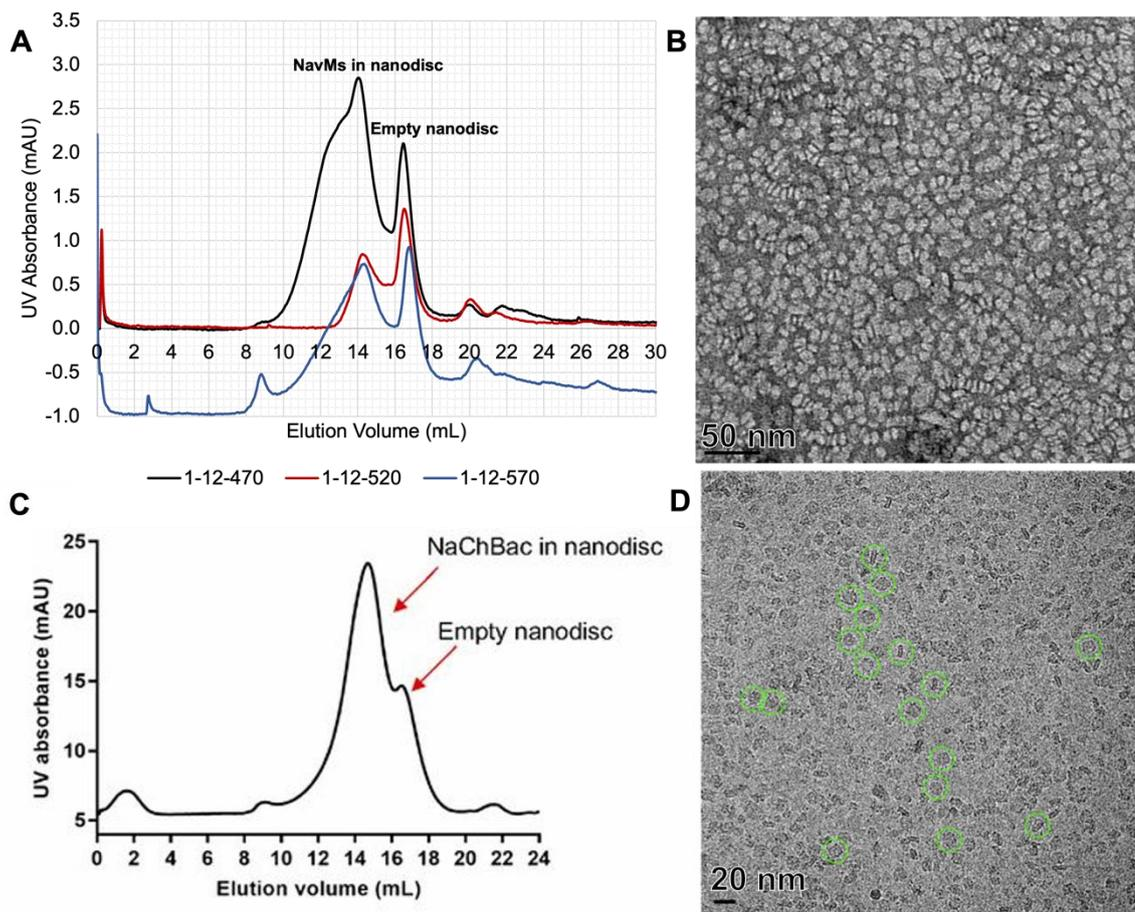 A
3.5
3.0
2.5
2.0
1.5
1.0
0.5
0.0
-0.5
-1.0
UV Absorbance (mAU)
NavMs in nanodisc
Empty nanodisc
0 2 4 6 8 10 12 14 16 18 20 22 24 26 28 30
Elution Volume (mL)
1-12-470 1-12-520 1-12-570
B
50 nm
C
25
20
15
10
5
UV absorbance (mAU)
NaChBac in nanodisc
Empty nanodisc
0 2 4 6 8 10 12 14 16 18 20 22 24
Elution volume (mL)
D
20 nm